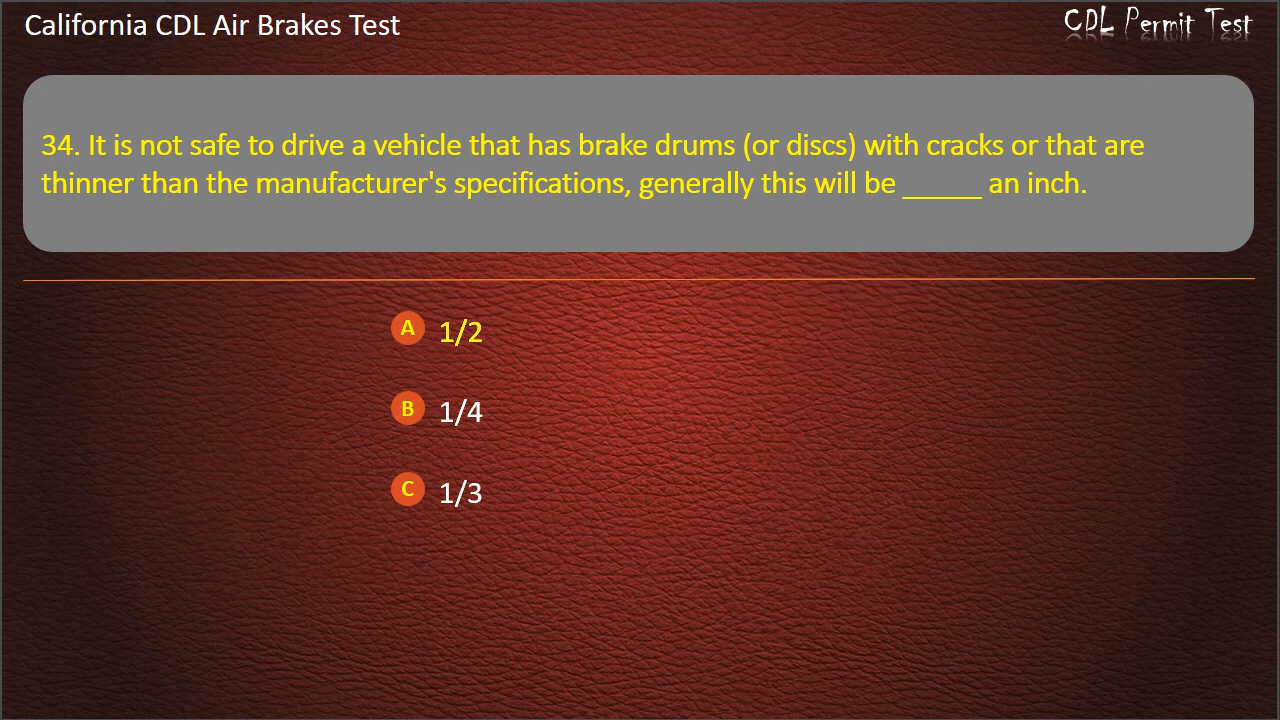 California CDL Air Brakes Test
CDL Permit Test
34. It is not safe to drive a vehicle that has brake drums (or discs) with cracks or that are
thinner than the manufacturer's specifications, generally this will be _____ an inch.
A 1/2
B 1/4
C 1/3